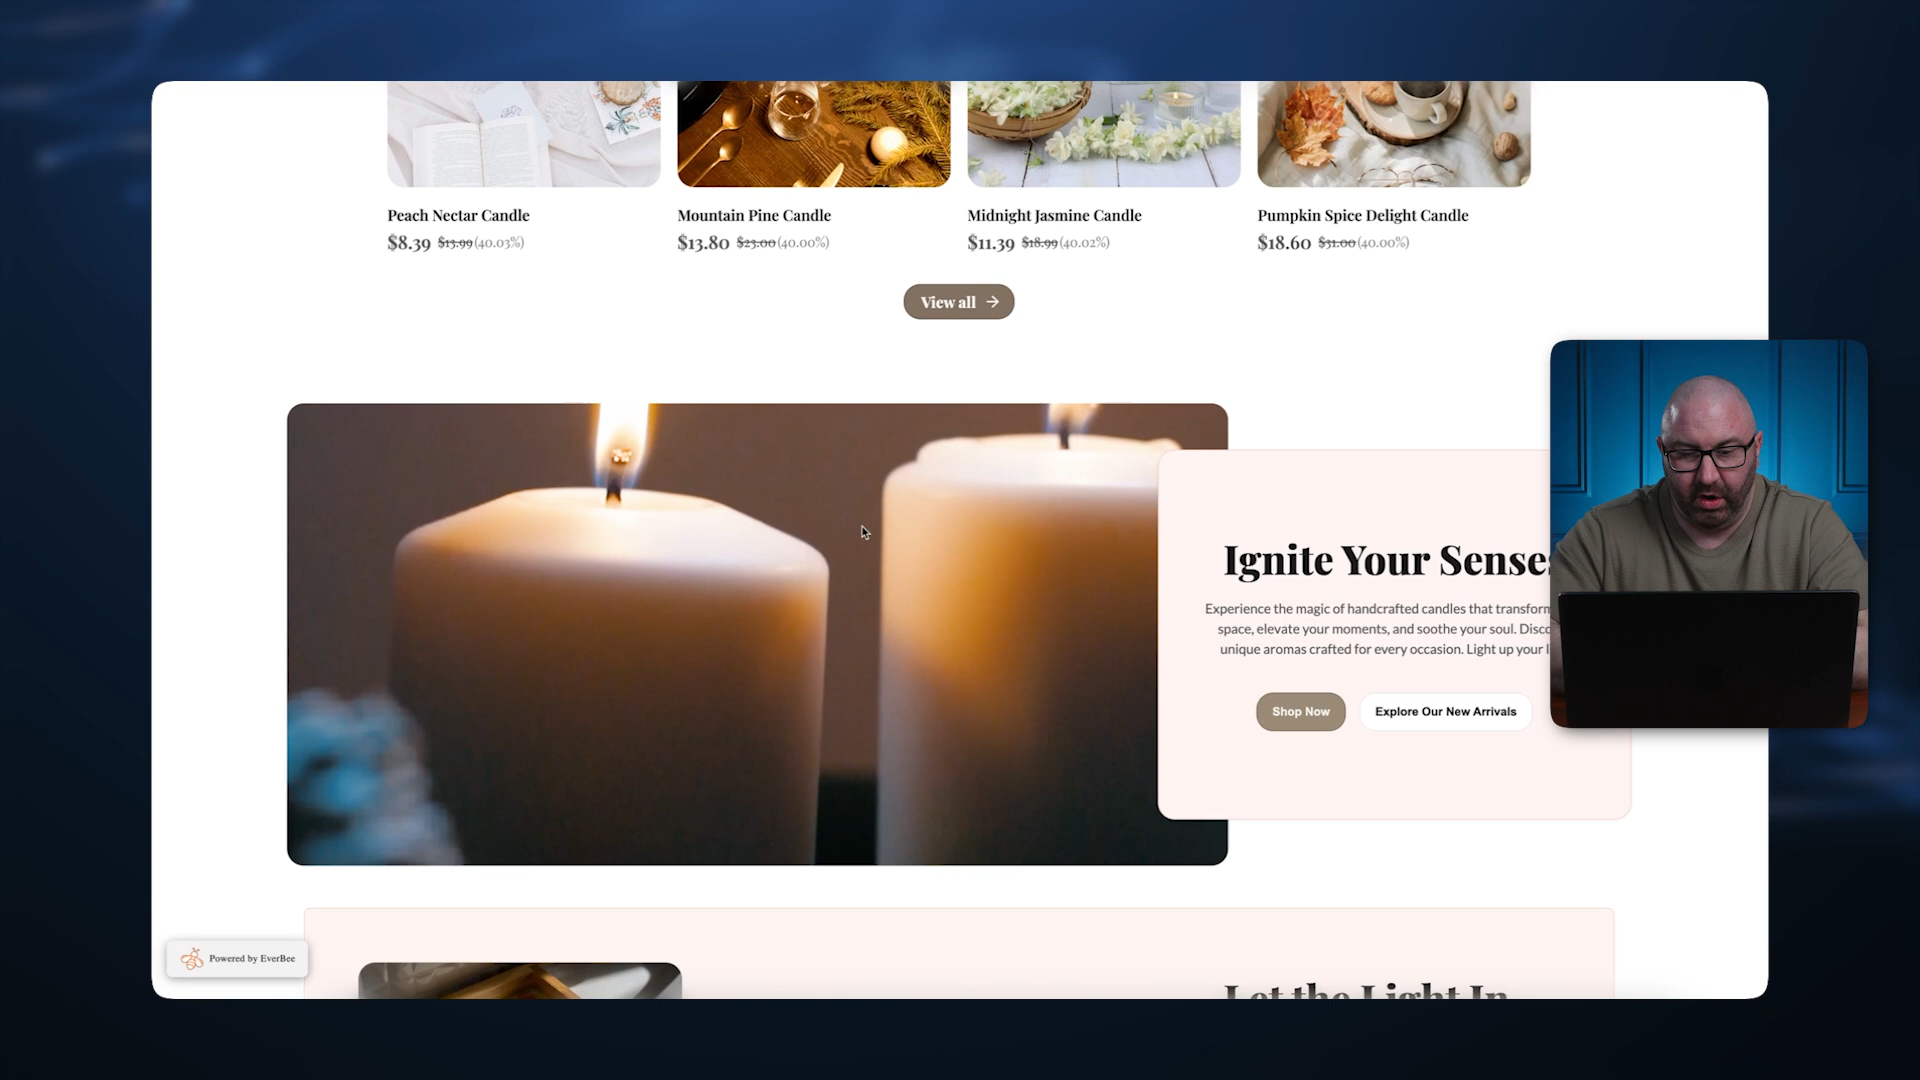 Peach Nectar Candle
$8.39 $13.99 (40.03%)
Mountain Pine Candle
$13.80 $23.00 (40.00%)
Midnight Jasmine Candle
$11.39 $18.99 (40.02%)
Pumpkin Spice Delight Candle
$18.60 $31.00 (40.00%)
View all
Ignite Your Senses
Experience the magic of handcrafted candles that transform
space, elevate your moments, and soothe your soul.
unique aromas crafted for every occasion. Light up your
Shop Now
Explore Our New Arrivals
Powered by EverBee
Let the Light In